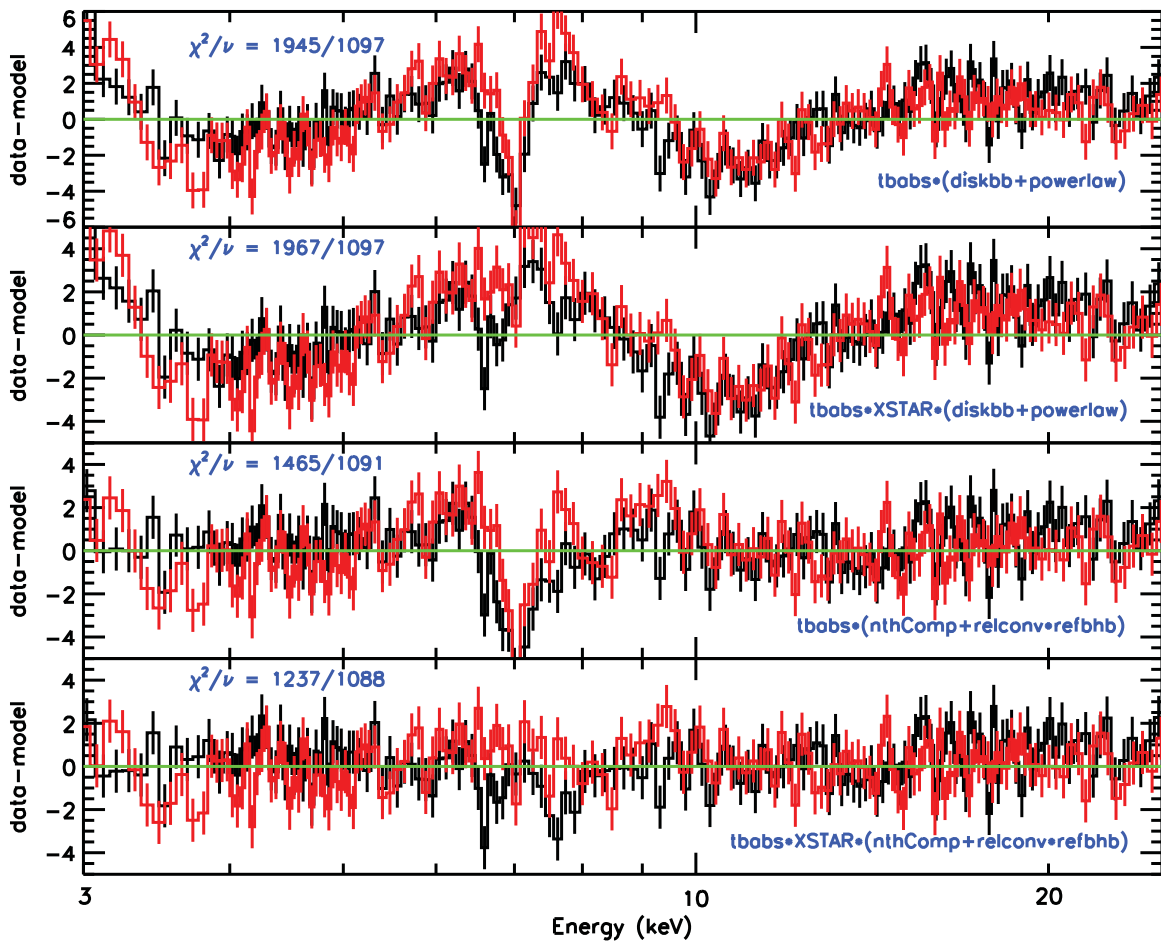 6
4
2
0
−2
−4
−6
data−model
χ²/ν = 1945/1097
tbabs•(diskbb+powerlaw)
4
2
0
−2
−4
data−model
χ²/ν = 1967/1097
tbabs•XSTAR•(diskbb+powerlaw)
4
2
0
−2
−4
data−model
χ²/ν = 1465/1091
tbabs•(nthComp+relconv•refbhb)
4
2
0
−2
−4
data−model
χ²/ν = 1237/1088
tbabs•XSTAR•(nthComp+relconv•refbhb)
3 10 20
Energy (keV)